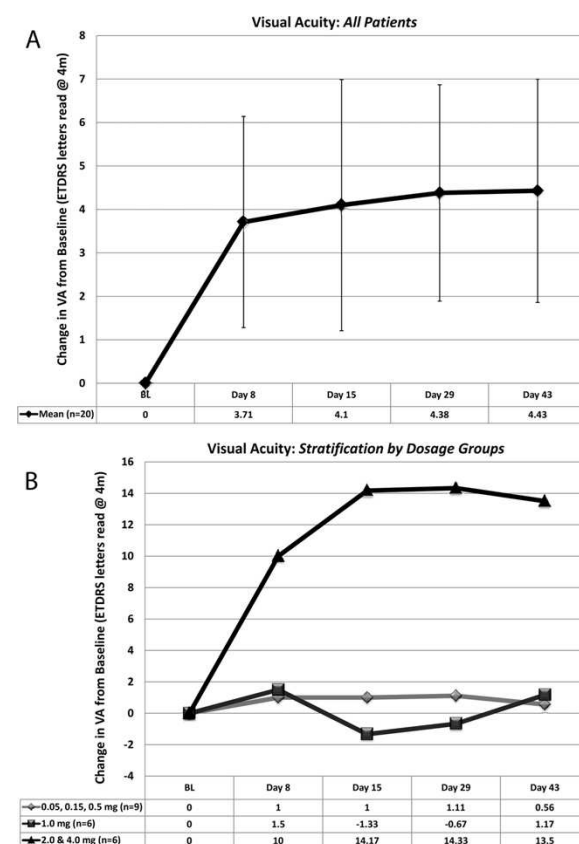 A
Visual Acuity: All Patients
Change in VA from Baseline (ETDRS letters read @ 4m)
8
7
6
5
4
3
2
1
0
BL Day 8 Day 15 Day 29 Day 43
Mean (n=20) 0 3.71 4.1 4.38 4.43
B
Visual Acuity: Stratification by Dosage Groups
Change in VA from Baseline (ETDRS letters read @ 4m)
16
14
12
10
8
6
4
2
0
-2
-4
BL Day 8 Day 15 Day 29 Day 43
0.05, 0.15, 0.5 mg (n=9) 0 1 1 1.11 0.56
1.0 mg (n=6) 0 1.5 -1.33 -0.67 1.17
2.0 & 4.0 mg (n=6) 0 10 14.17 14.33 13.5